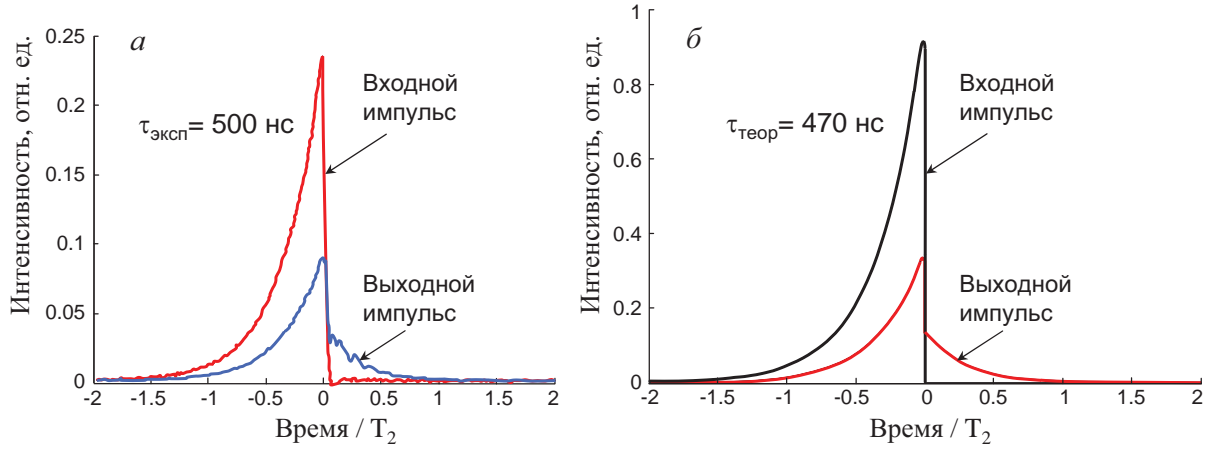 а
Интенсивность, отн. ед.
0.25
0.2
0.15
0.1
0.05
0
-2
-1.5
-1
-0.5
0
0.5
1
1.5
2
Время / T2
τэксп= 500 нс
Входной
импульс
Выходной
импульс
б
Интенсивность, отн. ед.
1
0.8
0.6
0.4
0.2
0
-2
-1.5
-1
-0.5
0
0.5
1
1.5
2
Время / T2
τтеор= 470 нс
Входной
импульс
Выходной
импульс